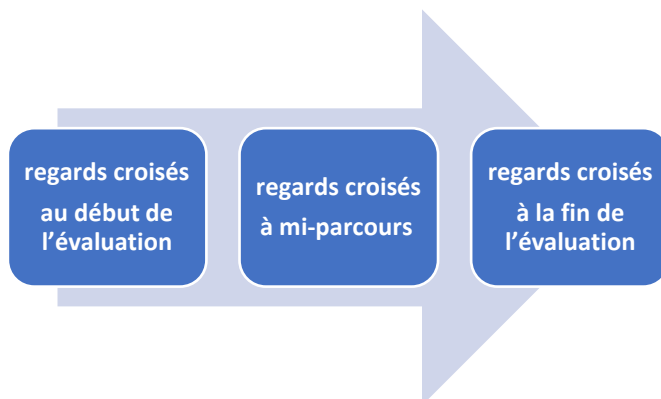 regards croisés
au début de
l’évaluation
regards croisés
à mi-parcours
regards croisés
à la fin de
l’évaluation